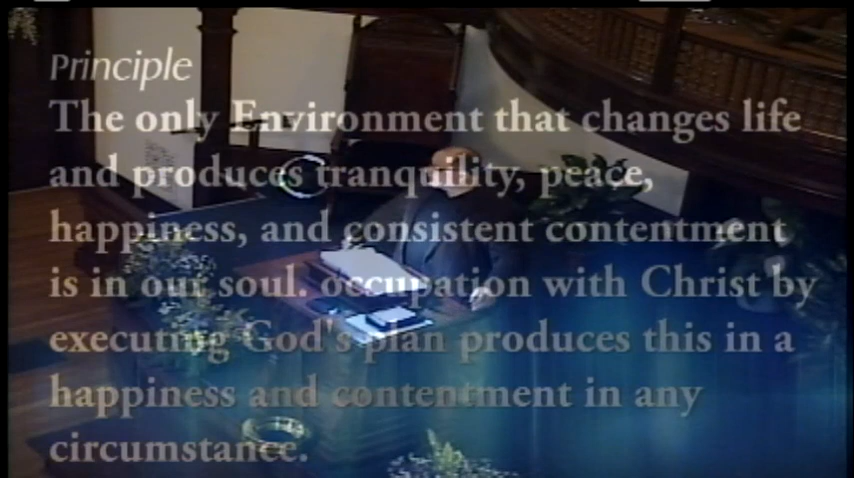 Principle
The only Environment that changes life
and produces tranquility, peace,
happiness, and consistent contentment
is in our soul. occupation with Christ by
executing God's plan produces this in a
happiness and contentment in any
circumstance.